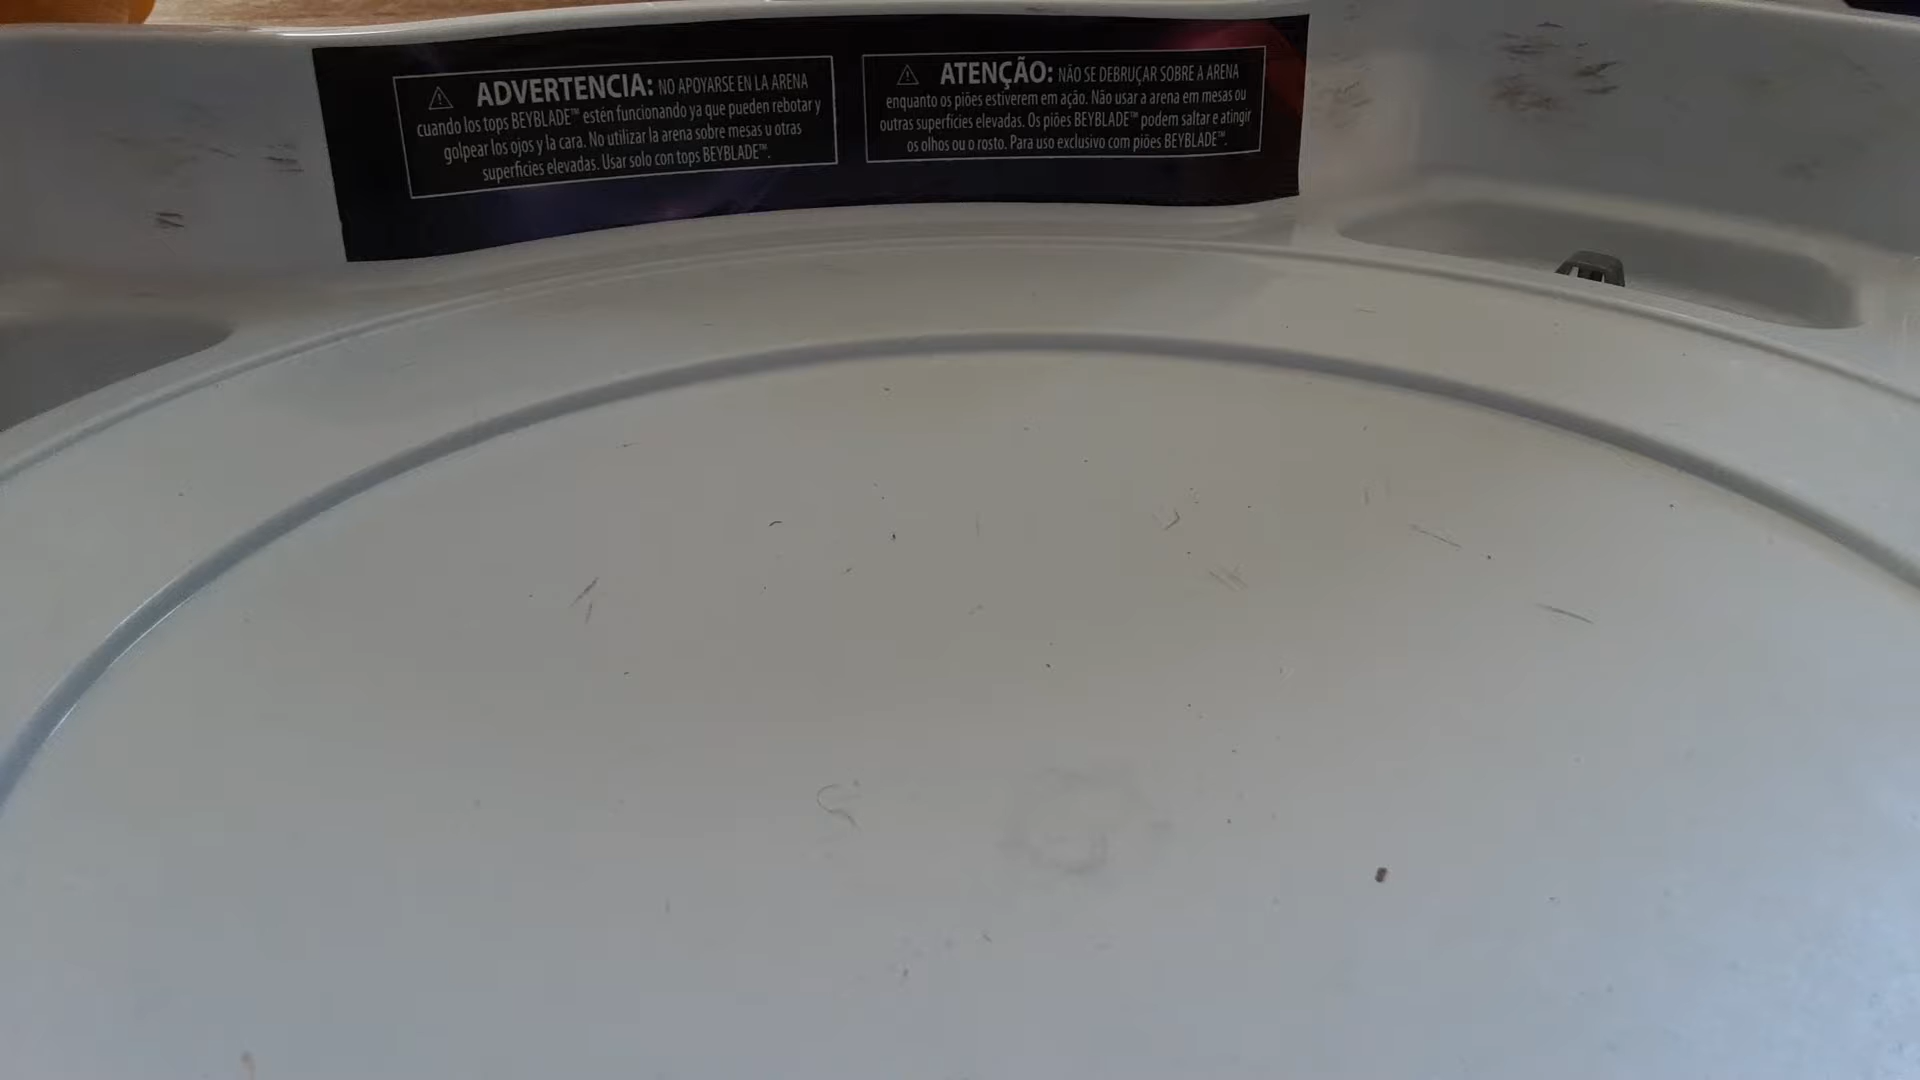 ADVERTENCIA: NO APOYARSE EN LA ARENA
cuando los tops BEYBLADE™ estén funcionando ya que pueden rebotar y
golpear los ojos y la cara. No utilizar la arena sobre mesas u otras
superficies elevadas. Usar solo con tops BEYBLADE™.
ATENÇÃO: NÃO SE DEBRUÇAR SOBRE A ARENA
enquanto os piões estiverem em ação. Não usar a arena em mesas ou
outras superfícies elevadas. Os piões BEYBLADE™ podem saltar e atingir
os olhos ou o rosto. Para uso exclusivo com piões BEYBLADE™.